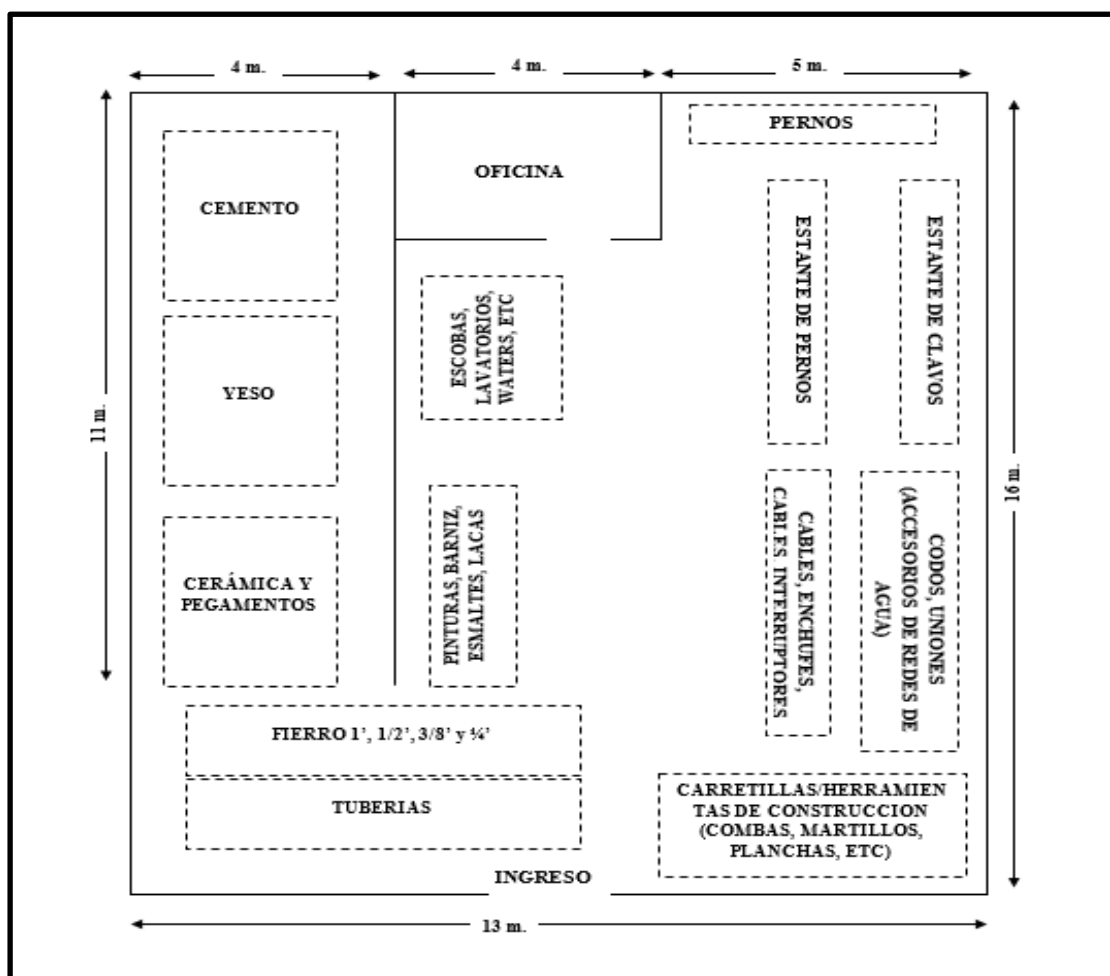 4 m.
4 m.
5 m.
PERNOS
OFICINA
CEMENTO
ESTANTE DE PERNOS
ESTANTE DE CLAVOS
ESCOBAS,
LAVATORIOS,
WATERS, ETC
YESO
11 m.
16 m.
CERÁMICA Y
PEGAMENTOS
PINTURAS, BARNIZ,
ESMALTES, LACAS
CABLES, ENCHUFES,
CABLES INTERRUPTORES
CODOS, UNIONES
(ACCESORIOS DE REDES DE
AGUA)
FIERRO 1’, 1/2’, 3/8’ y ¼’
TUBERIAS
CARRETILLAS/HERRAMIEN
TAS DE CONSTRUCCION
(COMBAS, MARTILLOS,
PLANCHAS, ETC)
INGRESO
13 m.